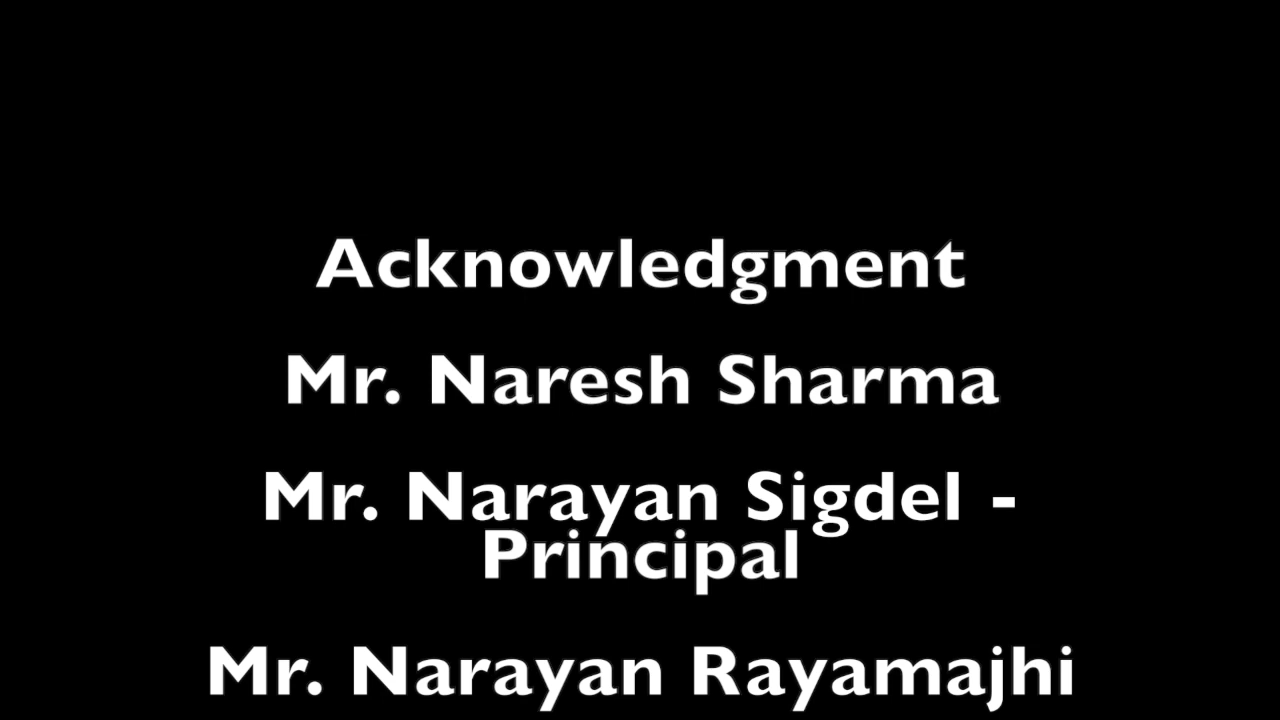 Acknowledgment
Mr. Naresh Sharma
Mr. Narayan Sigdel -
Principal
Mr. Narayan Rayamajhi